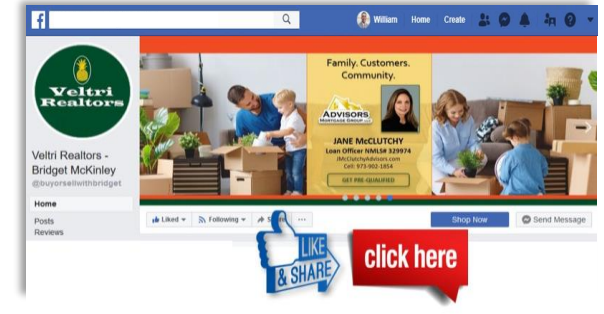 f
William Home Create
Veltri
Realtors
Family. Customers.
Community.
ADVISORS
MORTGAGE GROUP
JANE McCLUTCHY
Loan Officer NMLS# 329974
JMcClutchyAdvisors.com
Cell: 973-902-1854
GET PRE-QUALIFIED
Veltri Realtors -
Bridget McKinley
@buyorsellwithbridget
Home
Posts
Reviews
Liked Following
Shop Now
Send Message
LIKE
& SHARE
click here